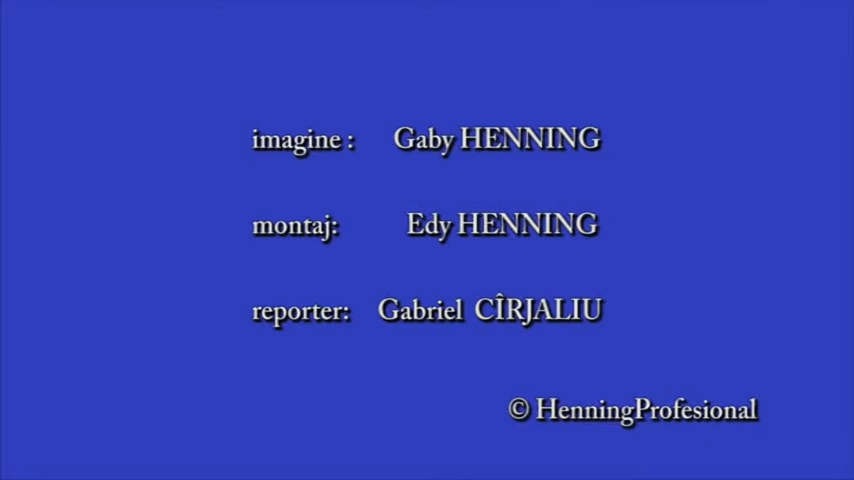 imagine : Gaby HENNING
montaj: Edy HENNING
reporter: Gabriel CÎRJALIU
© HenningProfesional